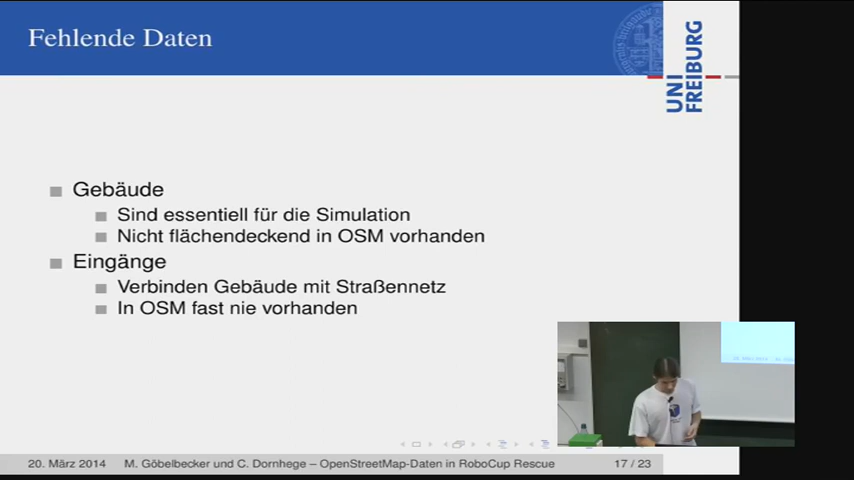 Fehlende Daten
UNI
FREIBURG
Gebäude
Sind essentiell für die Simulation
Nicht flächendeckend in OSM vorhanden
Eingänge
Verbinden Gebäude mit Straßennetz
In OSM fast nie vorhanden
20. März 2014 M. Göbelbecker und C. Dornhege – OpenStreetMap-Daten in RoboCup Rescue 17 / 23